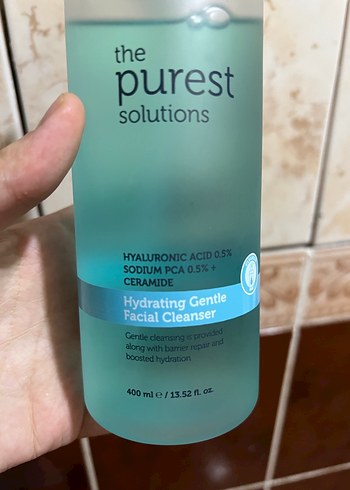 the
purest
solutions
HYALURONIC ACID 0.5%
SODIUM PCA 0.5% +
CERAMIDE
Hydrating Gentle
Facial Cleanser
Gentle cleansing is provided
along with barrier repair and
boosted hydration
400 ml ℮ / 13.52 fl. oz.